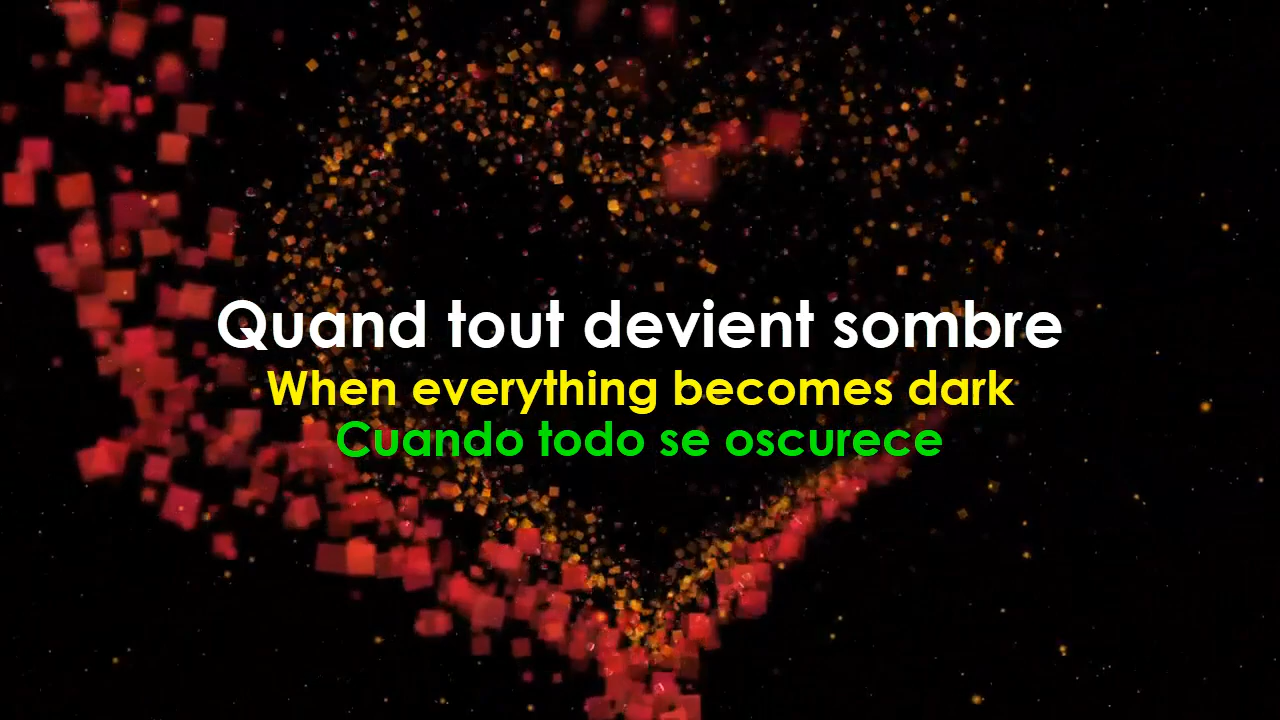 Quand tout devient sombre
When everything becomes dark
Cuando todo se oscurece